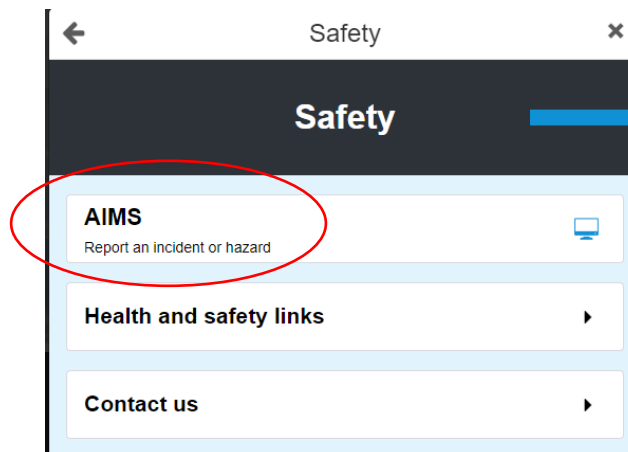 Safety
Safety
AIMS
Report an incident or hazard
Health and safety links
Contact us